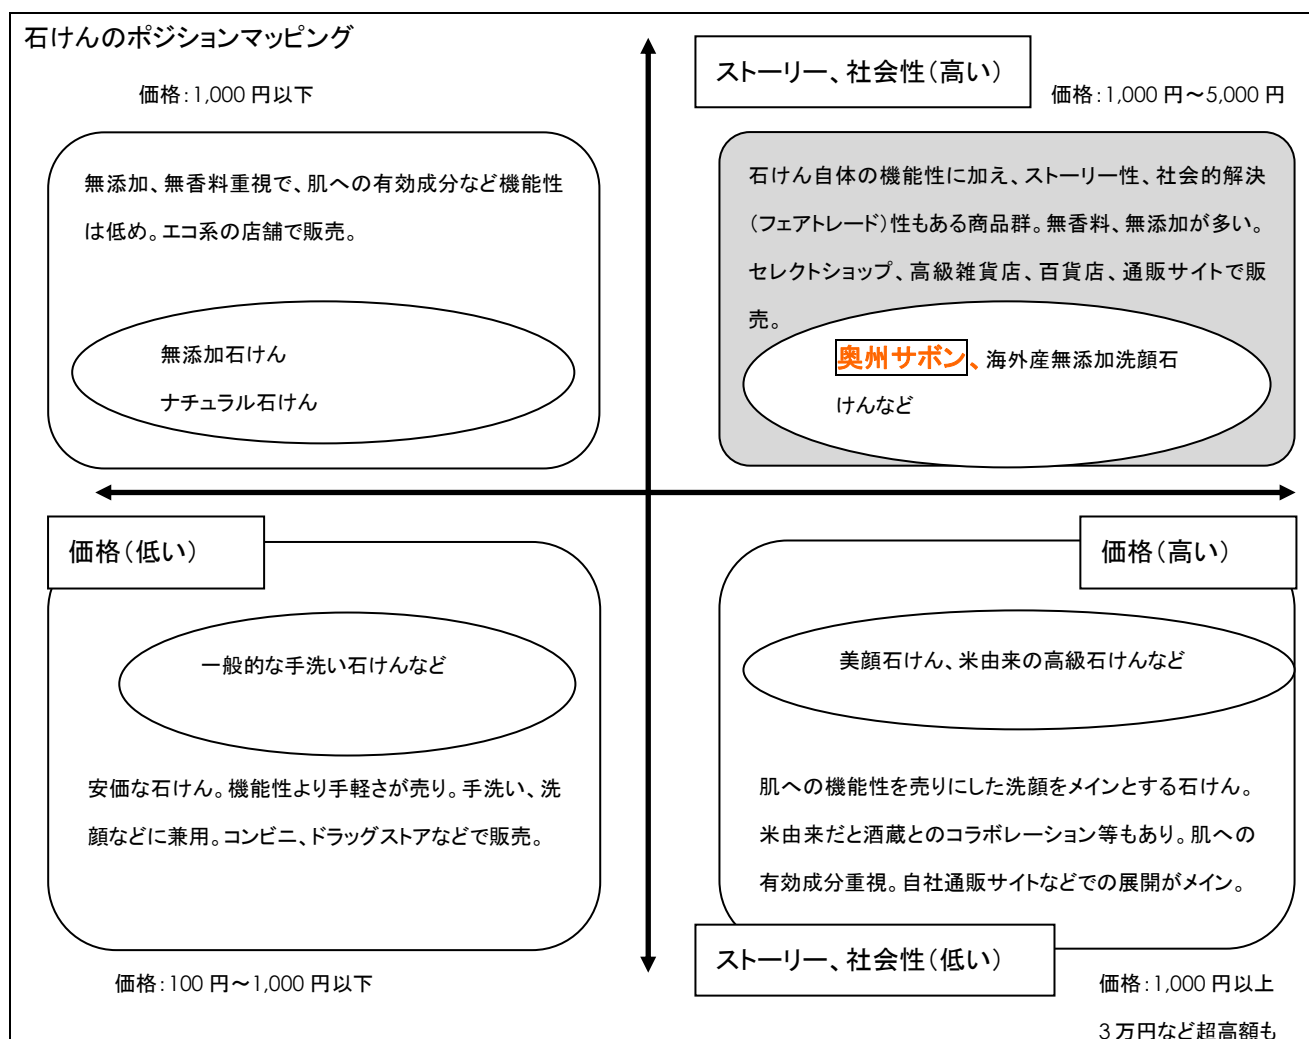 石けんのポジションマッピング
価格：1,000 円以下
ストーリー、社会性（高い）
価格：1,000 円～5,000 円
無添加、無香料重視で、肌への有効成分など機能性
は低め。エコ系の店舗で販売。
無添加石けん
ナチュラル石けん
石けん自体の機能性に加え、ストーリー性、社会的解決
（フェアトレード）性もある商品群。無香料、無添加が多い。
セレクトショップ、高級雑貨店、百貨店、通販サイトで販
売。
奥州サボン、海外産無添加洗顔石
けんなど
価格（低い）
価格（高い）
一般的な手洗い石けんなど
安価な石けん。機能性より手軽さが売り。手洗い、洗
顔などに兼用。コンビニ、ドラッグストアなどで販売。
価格：100 円～1,000 円以下
美顔石けん、米由来の高級石けんなど
肌への機能性を売りにした洗顔をメインとする石けん。
米由来だと酒蔵とのコラボレーション等もあり。肌への
有効成分重視。自社通販サイトなどでの展開がメイン。
ストーリー、社会性（低い）
価格：1,000 円以上
3 万円など超高額も